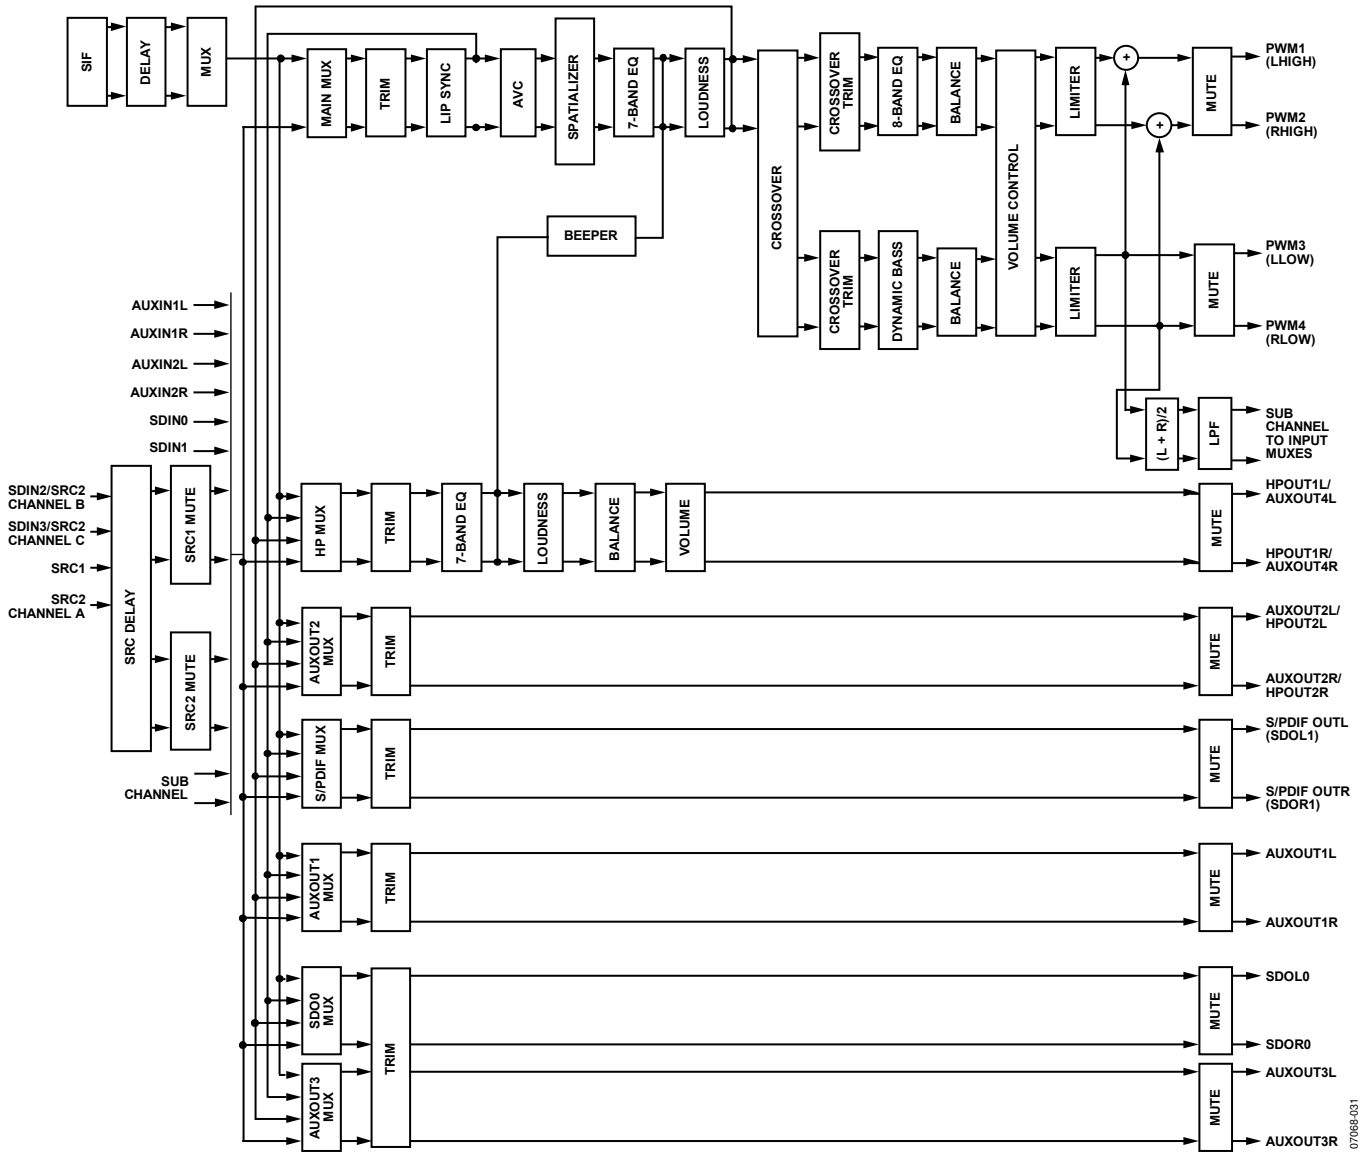 SIF
DELAY
MUX
MAIN MUX
TRIM
LIP SYNC
AVC
SPATIALIZER
7-BAND EQ
LOUDNESS
CROSSOVER
CROSSOVER
TRIM
8-BAND EQ
BALANCE
VOLUME CONTROL
LIMITER
+
+
MUTE
PWM1
(LHIGH)
PWM2
(RHIGH)
BEEPER
CROSSOVER
TRIM
DYNAMIC BASS
BALANCE
LIMITER
MUTE
PWM3
(LLOW)
PWM4
(RLOW)
(L + R)/2
LPF
SUB
CHANNEL
TO INPUT
MUXES
AUXIN1L
AUXIN1R
AUXIN2L
AUXIN2R
SDIN0
SDIN1
SDIN2/SRC2
CHANNEL B
SDIN3/SRC2
CHANNEL C
SRC1
SRC2
CHANNEL A
SRC DELAY
SRC1 MUTE
SRC2 MUTE
SUB
CHANNEL
HP MUX
TRIM
7-BAND EQ
LOUDNESS
BALANCE
VOLUME
MUTE
HPOUT1L/
AUXOUT4L
HPOUT1R/
AUXOUT4R
AUXOUT2
MUX
TRIM
MUTE
AUXOUT2L/
HPOUT2L
AUXOUT2R/
HPOUT2R
S/PDIF MUX
TRIM
MUTE
S/PDIF OUTL
(SDOL1)
S/PDIF OUTR
(SDOR1)
AUXOUT1
MUX
TRIM
MUTE
AUXOUT1L
AUXOUT1R
SDO0
MUX
TRIM
MUTE
SDOL0
SDOR0
AUXOUT3
MUX
MUTE
AUXOUT3L
AUXOUT3R
07068-031